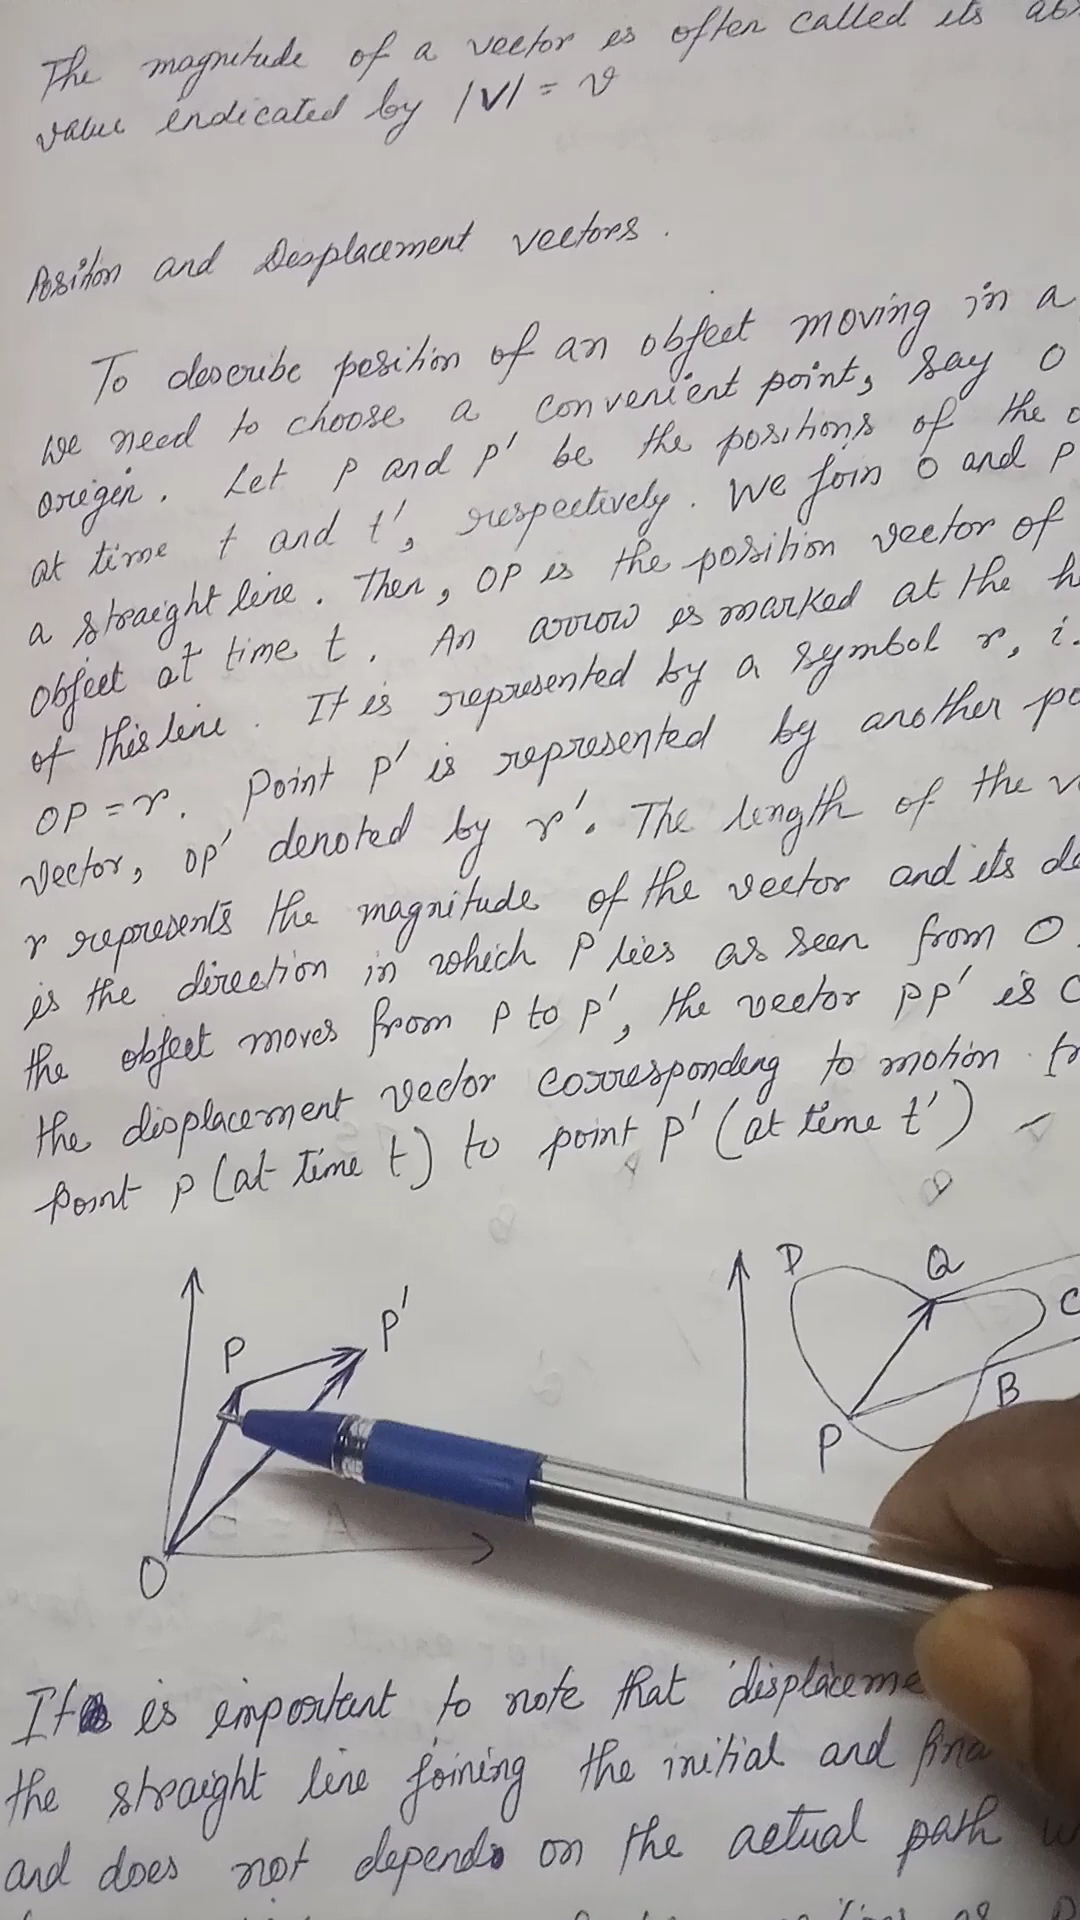 The magnitude of a vector is often called its
value indicated by |V| = v
Position and Displacement vectors.
To describe position of an object moving in a
we need to choose a convenient point, say O
origin. Let P and P' be the positions of the
at time t and t', respectively. We join O and P
a straight line. Then, OP is the position vector of
object at time t. An arrow is marked at the
of this line. It is represented by a symbol r, i.
OP = r. Point P' is represented by another
vector, OP' denoted by r'. The length of the
r represents the magnitude of the vector and its
is the direction in which P lies as seen from O.
the object moves from P to P', the vector PP' is
the displacement vector corresponding to motion
point P (at time t) to point P' (at time t')
P
P'
O
D
Q
C
B
P
It is important to note that displaceme
the straight line joining the initial and fina
and does not depend on the actual path